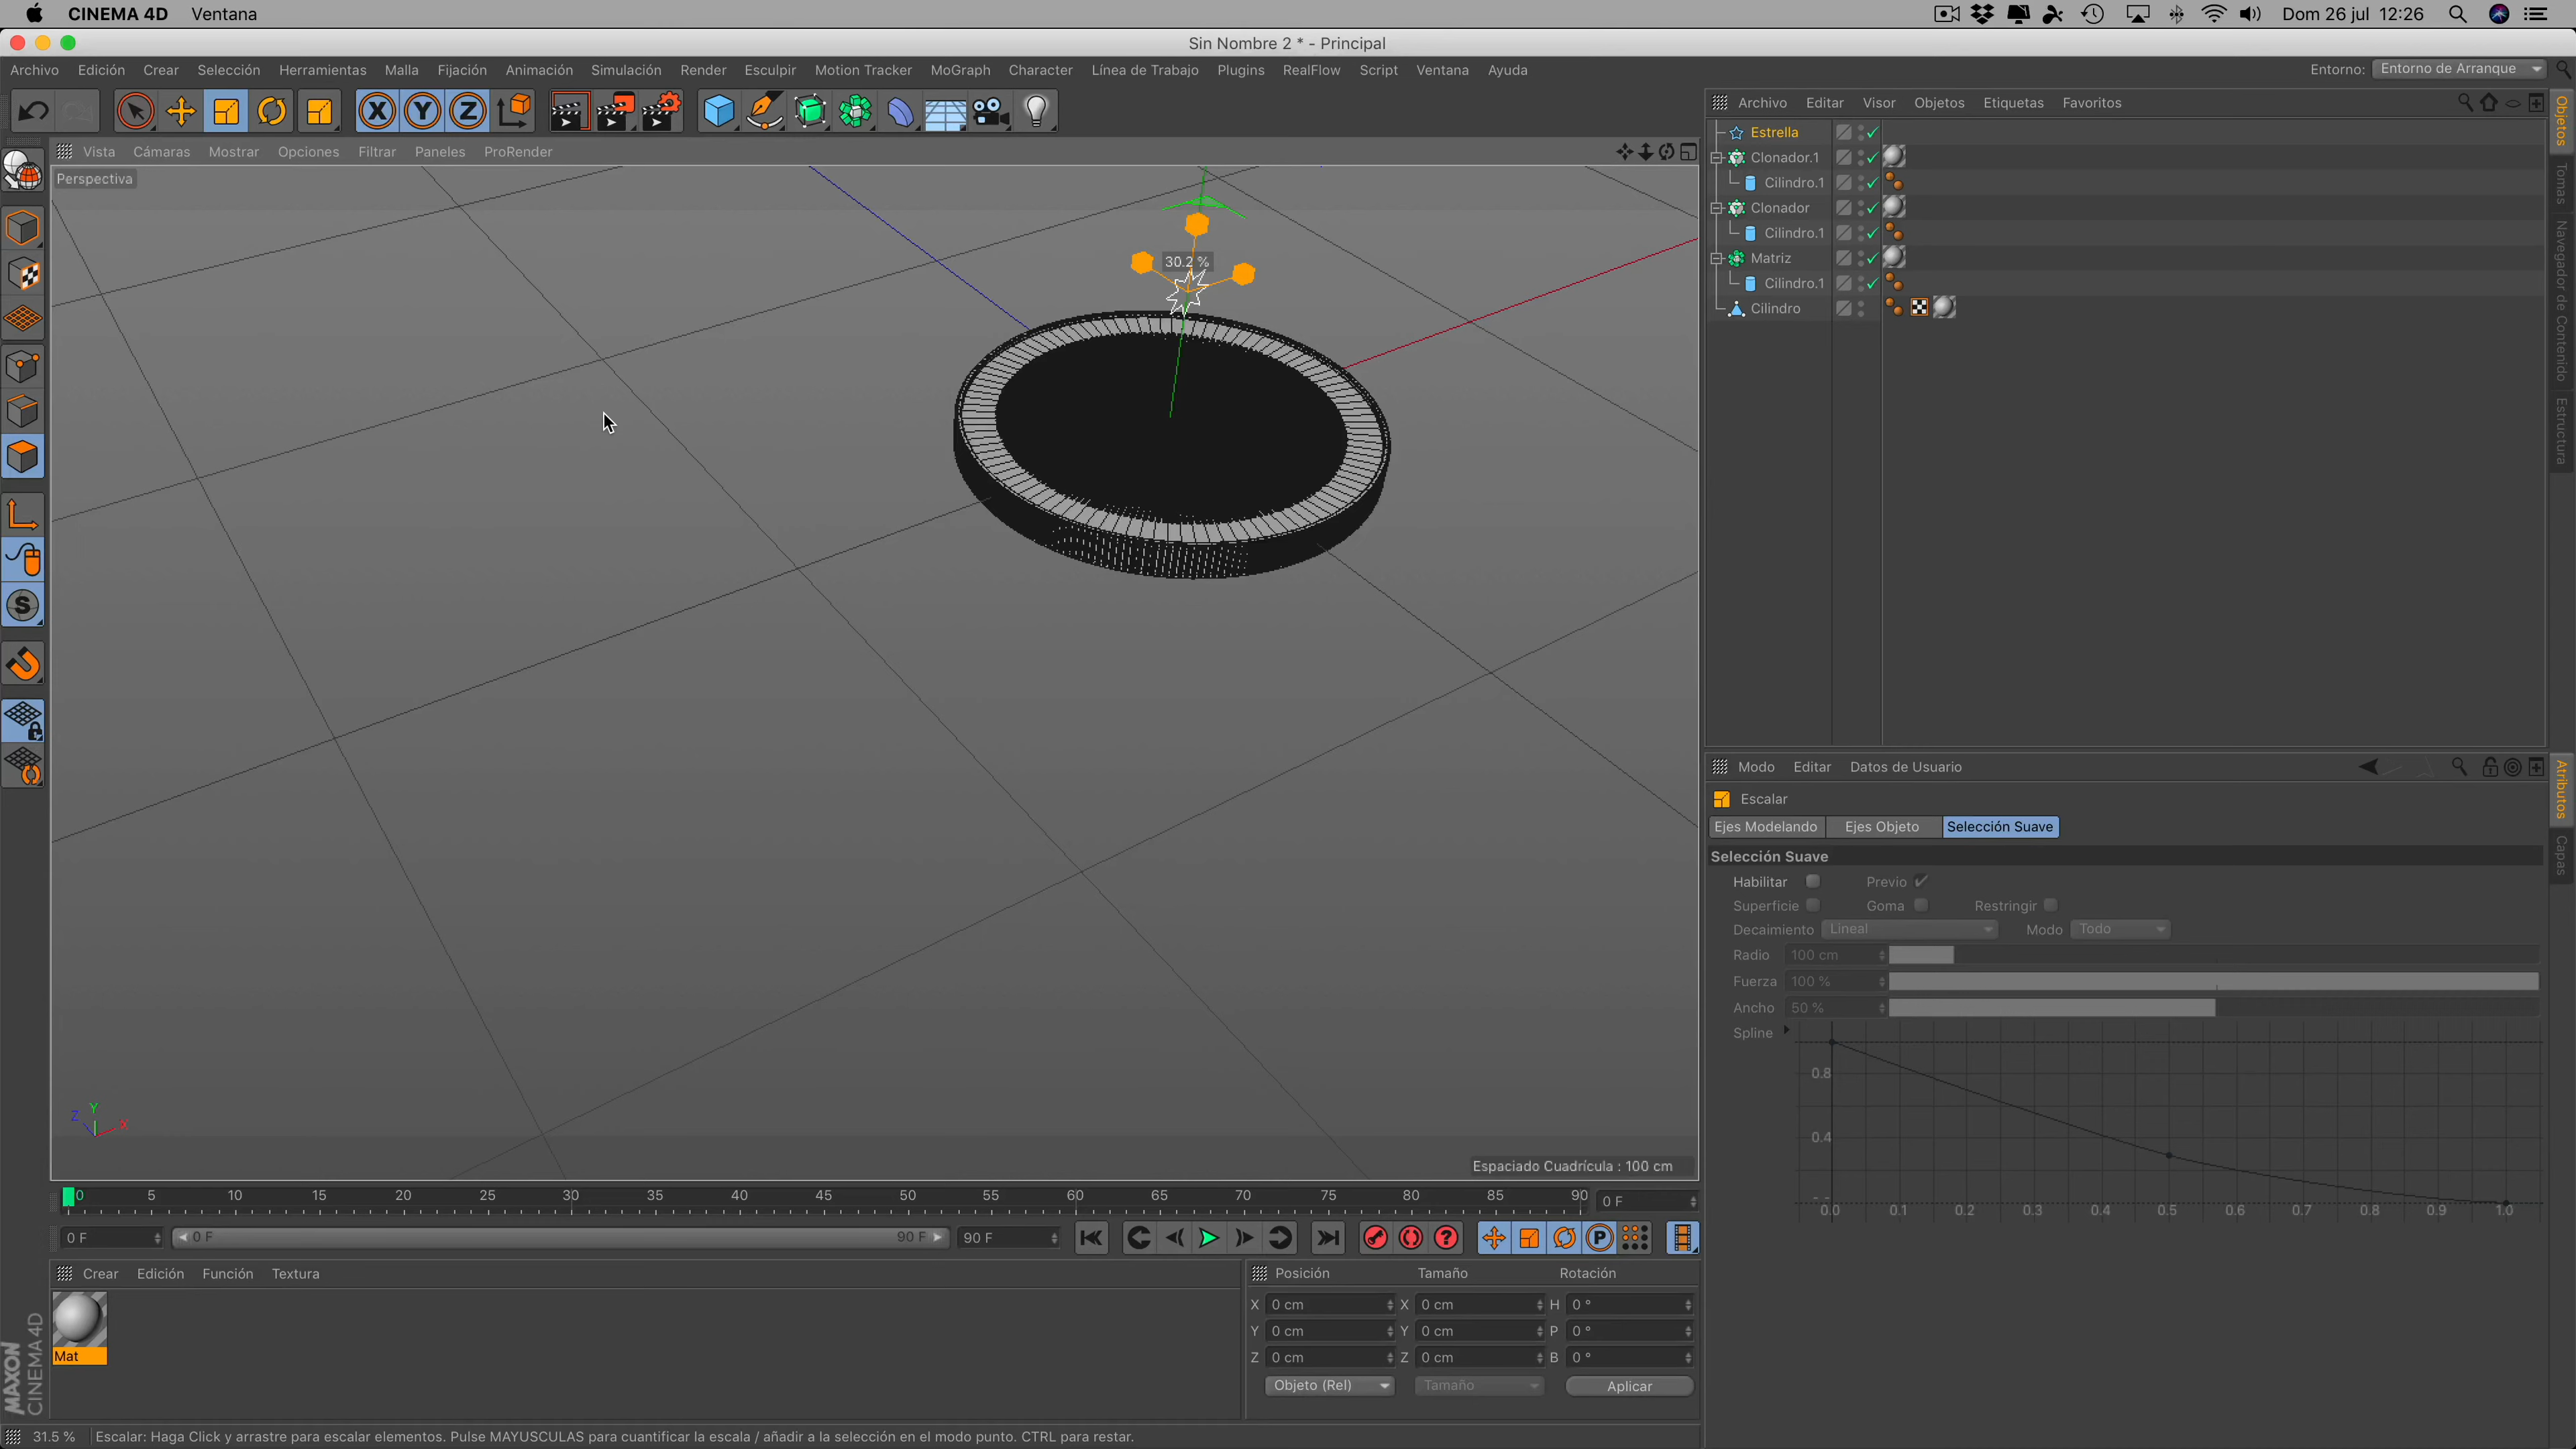 CINEMA 4D Ventana Dom 26 jul 12:26
Sin Nombre 2 * - Principal
Archivo Edición Crear Selección Herramientas Malla Fijación Animación Simulación Render Esculpir Motion Tracker MoGraph Character Línea de Trabajo Plugins RealFlow Script Ventana Ayuda Entorno: Entorno de Arranque
X Y Z
Archivo Editar Visor Objetos Etiquetas Favoritos
Vista Cámaras Mostrar Opciones Filtrar Paneles ProRender
Perspectiva
30.2 %
Z Y X
Espaciado Cuadrícula : 100 cm
Estrella
Clonador.1
Cilindro.1
Clonador
Cilindro.1
Matriz
Cilindro.1
Cilindro
Objetos
Tomas
Navegador de Contenido
Estructura
Modo Editar Datos de Usuario
Escalar
Ejes Modelando Ejes Objeto Selección Suave
Selección Suave
Habilitar Previo
Superficie Goma Restringir
Decaimiento Lineal Modo Todo
Radio 100 cm
Fuerza 100 %
Ancho 50 %
Spline
0.8
0.4
0.0 0.1 0.2 0.3 0.4 0.5 0.6 0.7 0.8 0.9 1.0
Atributos
Capas
0 5 10 15 20 25 30 35 40 45 50 55 60 65 70 75 80 85 90 0 F
0 F 0 F 90 F 90 F
Crear Edición Función Textura
Mat
Posición Tamaño Rotación
X 0 cm X 0 cm H 0 °
Y 0 cm Y 0 cm P 0 °
Z 0 cm Z 0 cm B 0 °
Objeto (Rel) Tamaño Aplicar
MAXON
CINEMA 4D
31.5 % Escalar: Haga Click y arrastre para escalar elementos. Pulse MAYUSCULAS para cuantificar la escala / añadir a la selección en el modo punto. CTRL para restar.